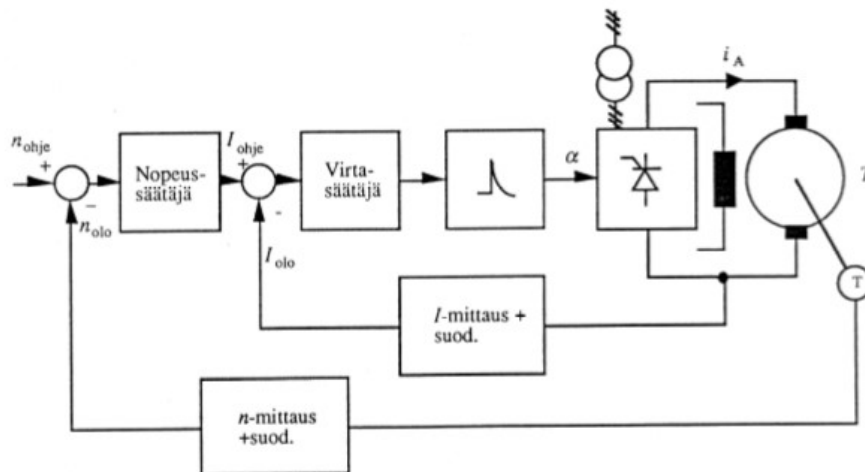 n_ohje
+
−
n_olo
Nopeus-
säätäjä
I_ohje
+
-
I_olo
Virta-
säätäjä
α
i_A
T
I-mittaus +
suod.
n-mittaus
+suod.